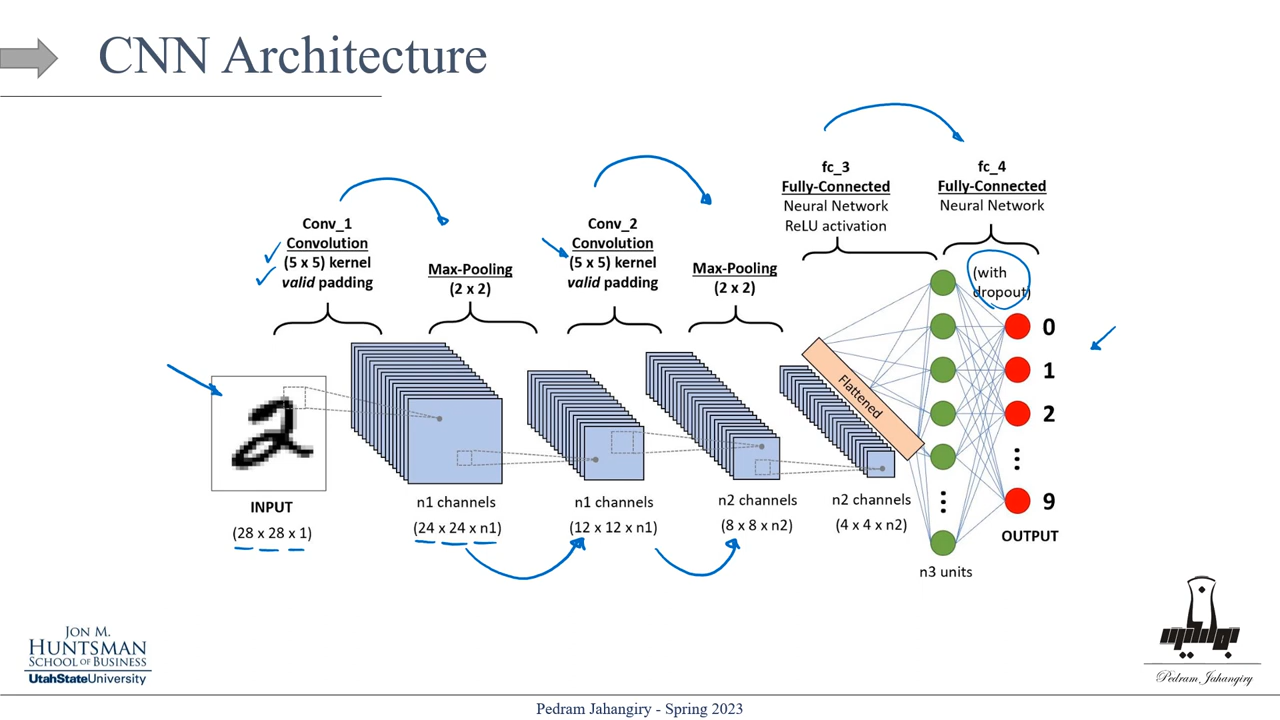 CNN Architecture
Conv_1
Convolution
(5 x 5) kernel
valid padding
Max-Pooling
(2 x 2)
Conv_2
Convolution
(5 x 5) kernel
valid padding
Max-Pooling
(2 x 2)
fc_3
Fully-Connected
Neural Network
ReLU activation
fc_4
Fully-Connected
Neural Network
(with
dropout)
Flattened
0
1
2
9
OUTPUT
INPUT
(28 x 28 x 1)
n1 channels
(24 x 24 x n1)
n1 channels
(12 x 12 x n1)
n2 channels
(8 x 8 x n2)
n2 channels
(4 x 4 x n2)
n3 units
JON M.
HUNTSMAN
SCHOOL OF BUSINESS
UtahStateUniversity
Pedram Jahangiry
Pedram Jahangiry - Spring 2023